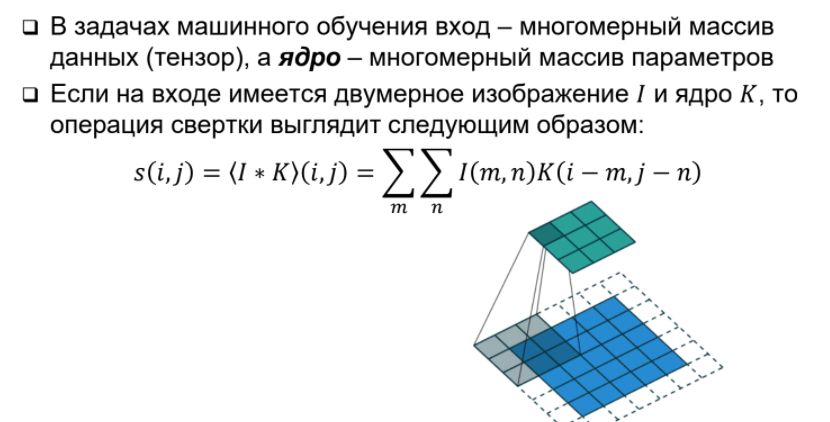 ❑ В задачах машинного обучения вход – многомерный массив
данных (тензор), а ядро – многомерный массив параметров
❑ Если на входе имеется двумерное изображение I и ядро K, то
операция свертки выглядит следующим образом:
s(i, j) = ⟨I ∗ K⟩(i, j) = ∑∑ I(m, n)K(i − m, j − n)
m n